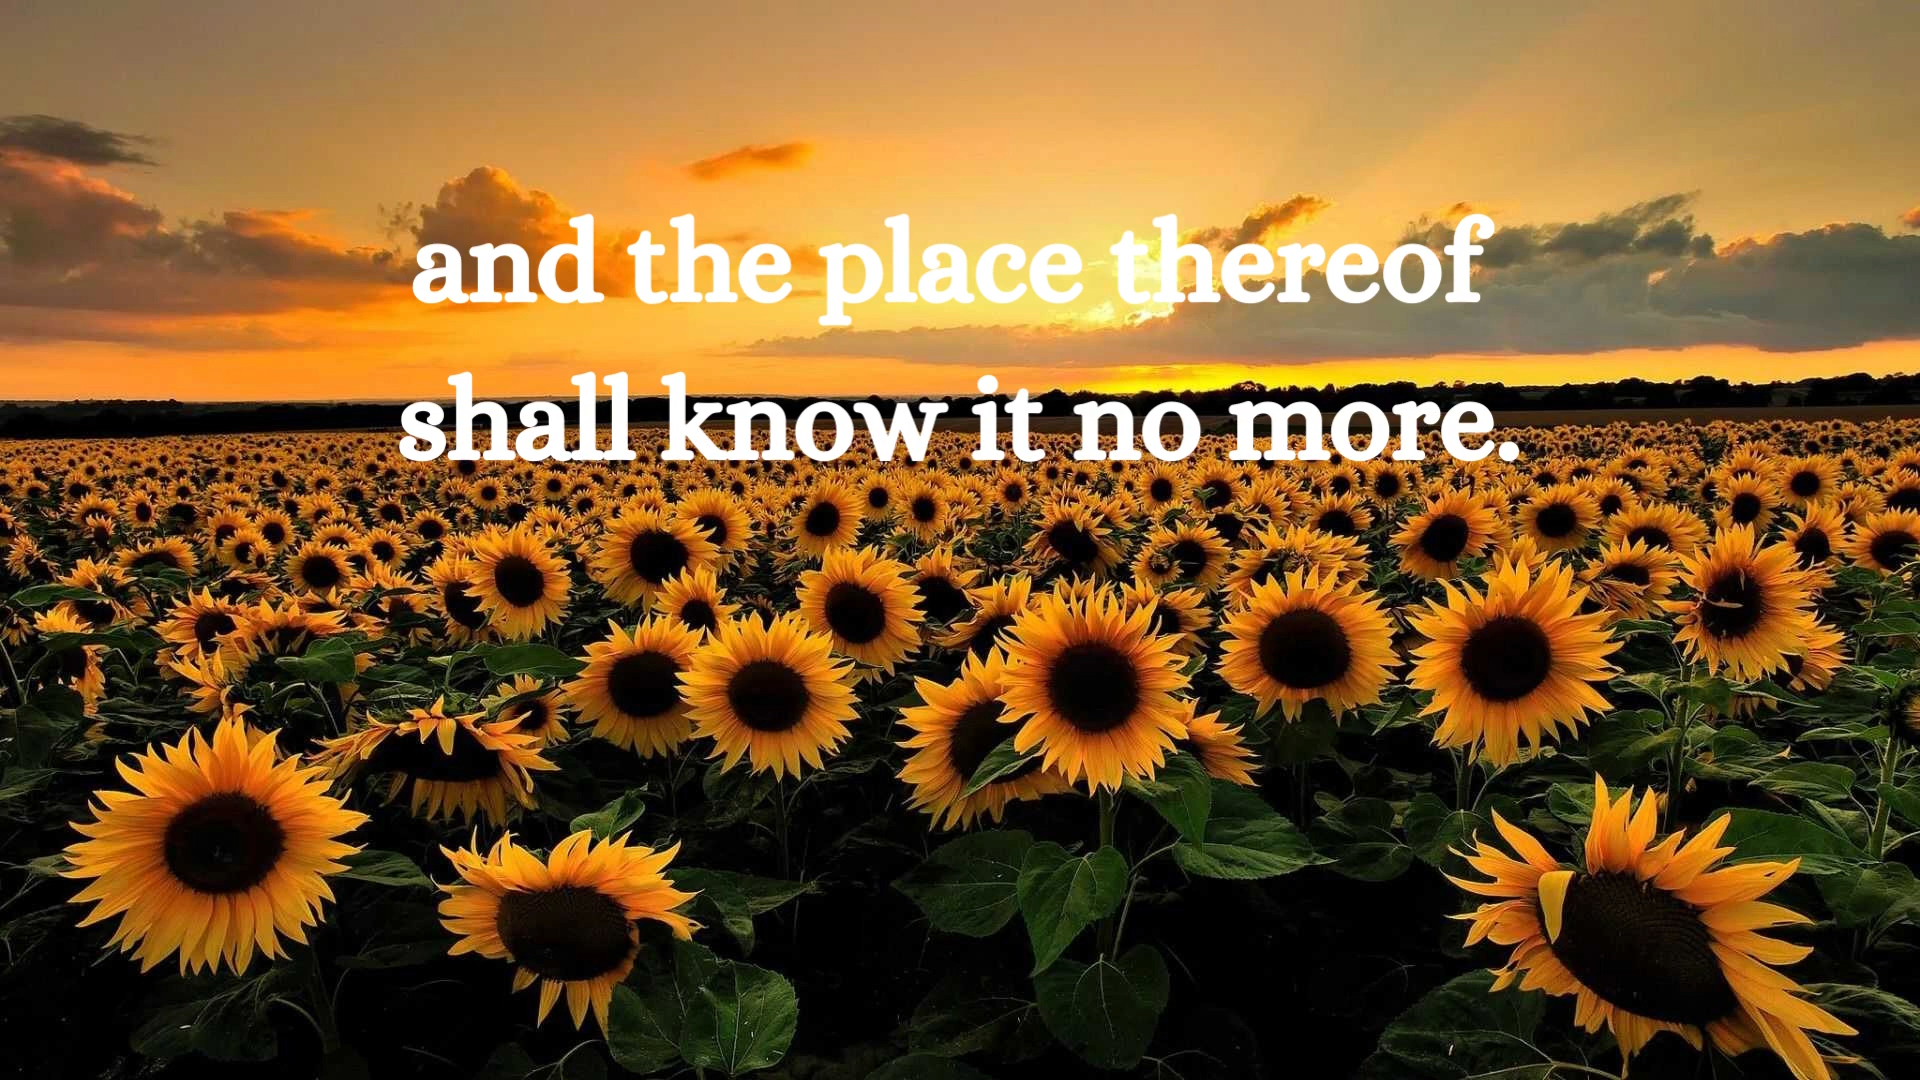 and the place thereof
shall know it no more.